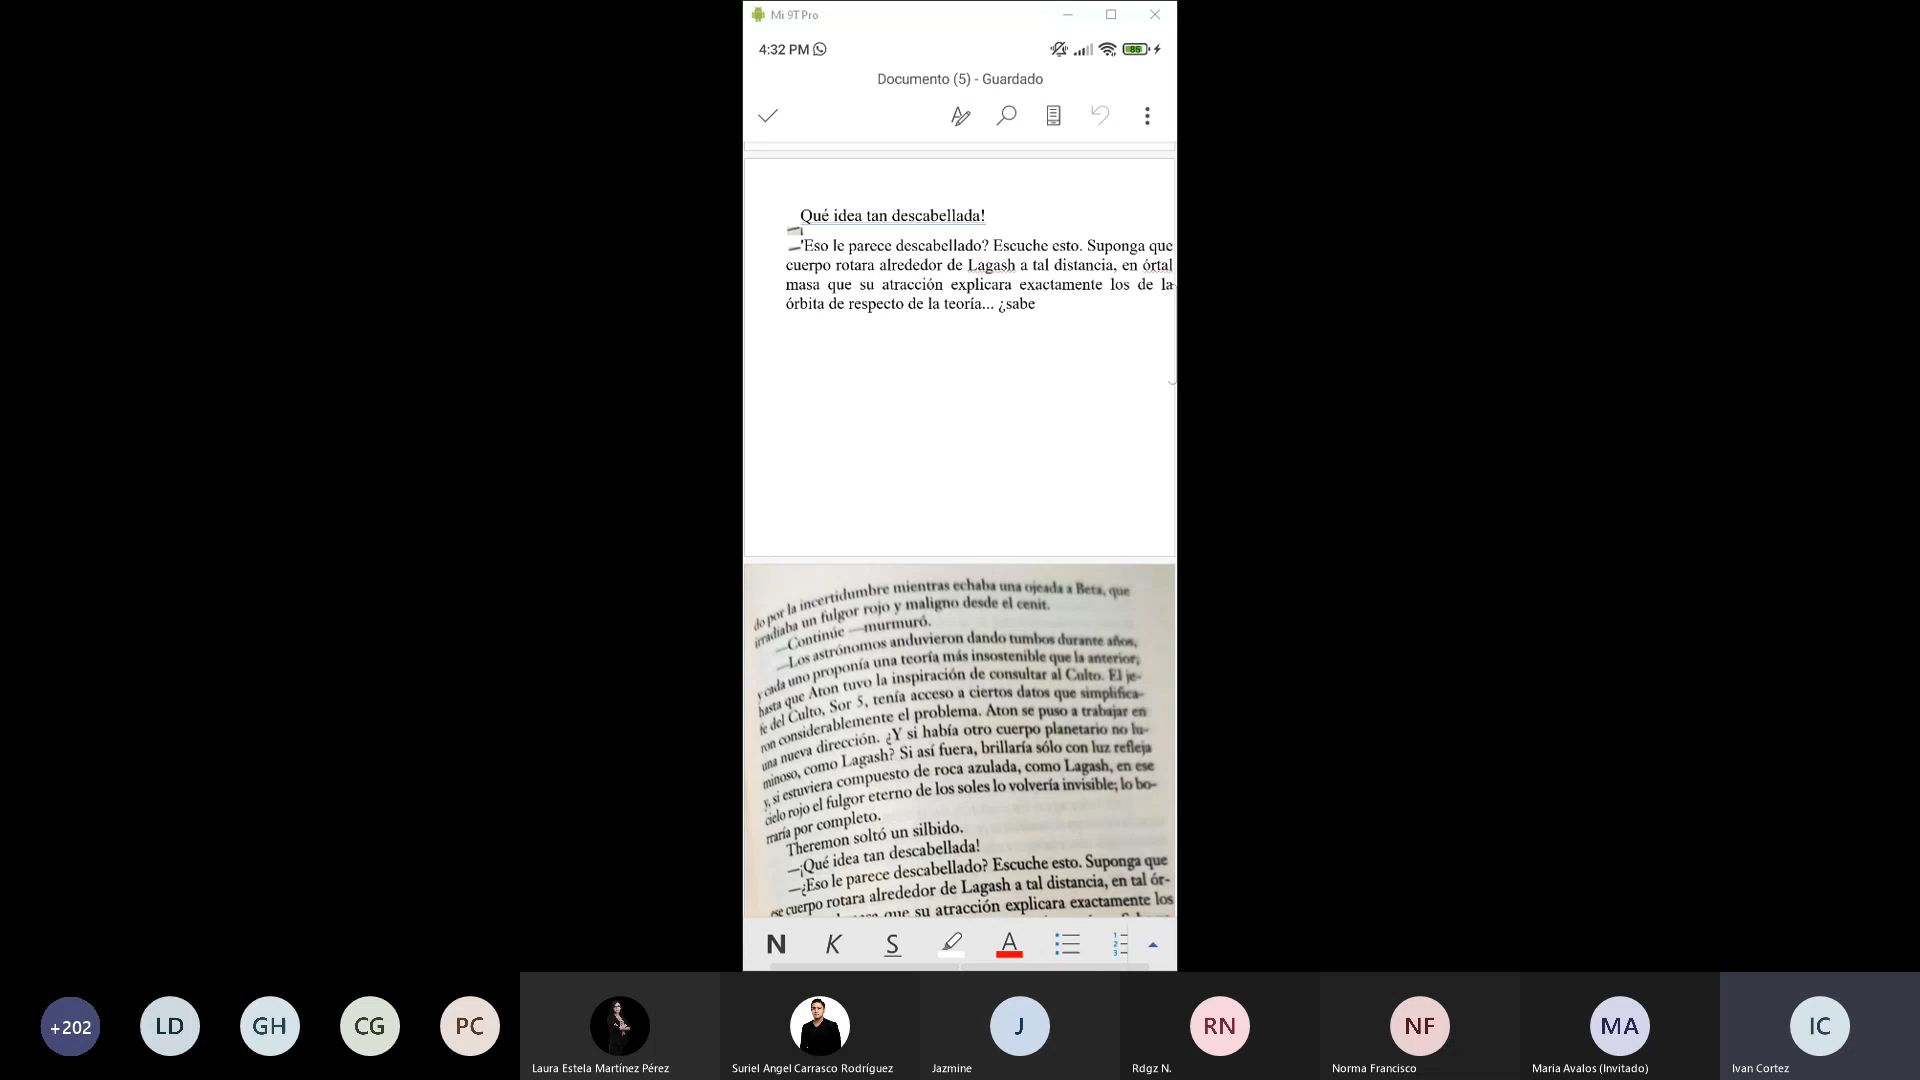 Mi 9T Pro
4:32 PM
85
Documento (5) - Guardado
Qué idea tan descabellada!
—'Eso le parece descabellado? Escuche esto. Suponga que
cuerpo rotara alrededor de Lagash a tal distancia, en órtal
masa que su atracción explicara exactamente los de la
órbita de respecto de la teoría... ¿sabe
do por la incertidumbre mientras echaba una ojeada a Beta, que
irradiaba un fulgor rojo y maligno desde el cenit.
—Continúe —murmuró.
—Los astrónomos anduvieron dando tumbos durante años,
y cada uno proponía una teoría más insostenible que la anterior;
hasta que Aton tuvo la inspiración de consultar al Culto. El je-
fe del Culto, Sor 5, tenía acceso a ciertos datos que simplifica-
ron considerablemente el problema. Aton se puso a trabajar en
una nueva dirección. ¿Y si había otro cuerpo planetario no lu-
minoso, como Lagash? Si así fuera, brillaría sólo con luz refleja
y, si estuviera compuesto de roca azulada, como Lagash, en ese
cielo rojo el fulgor eterno de los soles lo volvería invisible; lo bo-
rraría por completo.
Theremon soltó un silbido.
—¡Qué idea tan descabellada!
—¿Eso le parece descabellado? Escuche esto. Suponga que
ese cuerpo rotara alrededor de Lagash a tal distancia, en tal ór-
que su atracción explicara exactamente los
N K S A 1 2 3
+202 LD GH CG PC J RN NF MA IC
Laura Estela Martínez Pérez Suriel Angel Carrasco Rodríguez Jazmine Rdgz N. Norma Francisco Maria Avalos (Invitado) Ivan Cortez